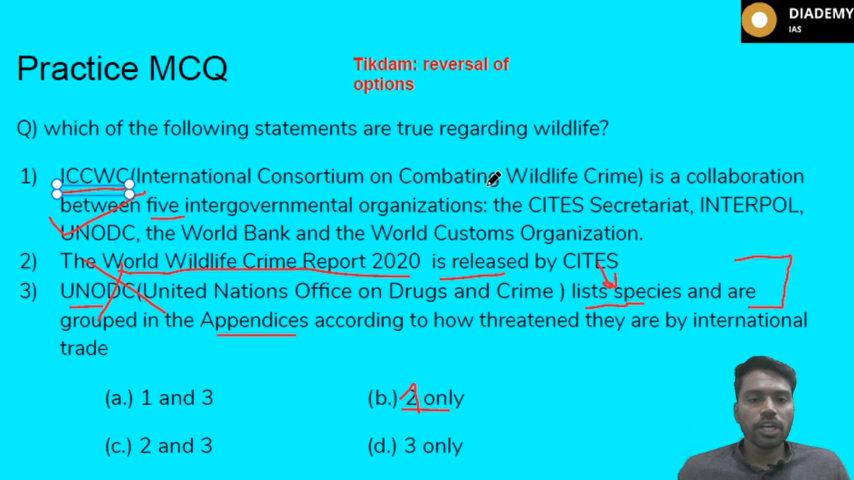 DIADEMY
IAS
Practice MCQ
Tikdam: reversal of
options
Q) which of the following statements are true regarding wildlife?
1) ICCWC(International Consortium on Combating Wildlife Crime) is a collaboration
between five intergovernmental organizations: the CITES Secretariat, INTERPOL,
UNODC, the World Bank and the World Customs Organization.
2) The World Wildlife Crime Report 2020 is released by CITES
3) UNODC(United Nations Office on Drugs and Crime ) lists species and are
grouped in the Appendices according to how threatened they are by international
trade
(a.) 1 and 3
(b.) 2 only
(c.) 2 and 3
(d.) 3 only